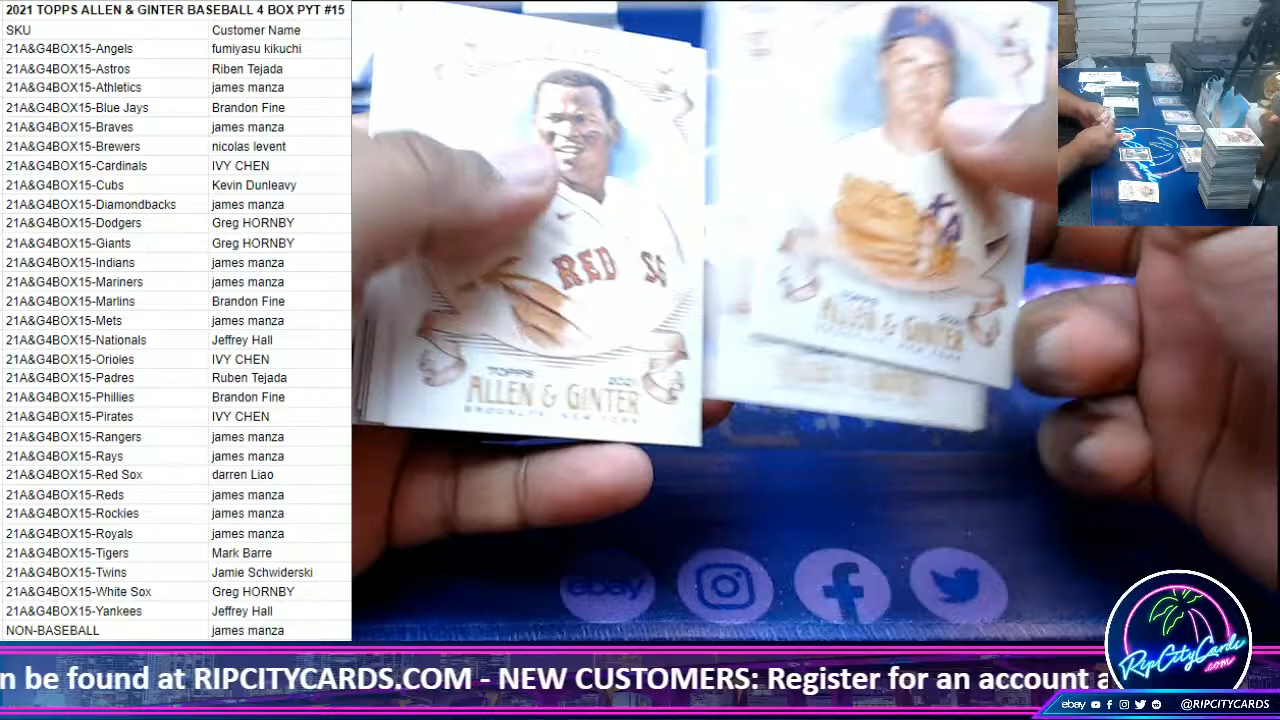 2021 TOPPS ALLEN & GINTER BASEBALL 4 BOX PYT #15
SKU Customer Name
21A&G4BOX15-Angels fumiyasu kikuchi
21A&G4BOX15-Astros Riben Tejada
21A&G4BOX15-Athletics james manza
21A&G4BOX15-Blue Jays Brandon Fine
21A&G4BOX15-Braves james manza
21A&G4BOX15-Brewers nicolas levent
21A&G4BOX15-Cardinals IVY CHEN
21A&G4BOX15-Cubs Kevin Dunleavy
21A&G4BOX15-Diamondbacks james manza
21A&G4BOX15-Dodgers Greg HORNBY
21A&G4BOX15-Giants Greg HORNBY
21A&G4BOX15-Indians james manza
21A&G4BOX15-Mariners james manza
21A&G4BOX15-Marlins Brandon Fine
21A&G4BOX15-Mets james manza
21A&G4BOX15-Nationals Jeffrey Hall
21A&G4BOX15-Orioles IVY CHEN
21A&G4BOX15-Padres Ruben Tejada
21A&G4BOX15-Phillies Brandon Fine
21A&G4BOX15-Pirates IVY CHEN
21A&G4BOX15-Rangers james manza
21A&G4BOX15-Rays james manza
21A&G4BOX15-Red Sox darren Liao
21A&G4BOX15-Reds james manza
21A&G4BOX15-Rockies james manza
21A&G4BOX15-Royals james manza
21A&G4BOX15-Tigers Mark Barre
21A&G4BOX15-Twins Jamie Schwiderski
21A&G4BOX15-White Sox Greg HORNBY
21A&G4BOX15-Yankees Jeffrey Hall
NON-BASEBALL james manza
RED SO
TOPPS 2021
ALLEN & GINTER
BROOKLYN NEW YORK
ALLEN & GINTER
ebay
n be found at RIPCITYCARDS.COM - NEW CUSTOMERS: Register for an account a
RipCityCards
.com
ebay @RIPCITYCARDS